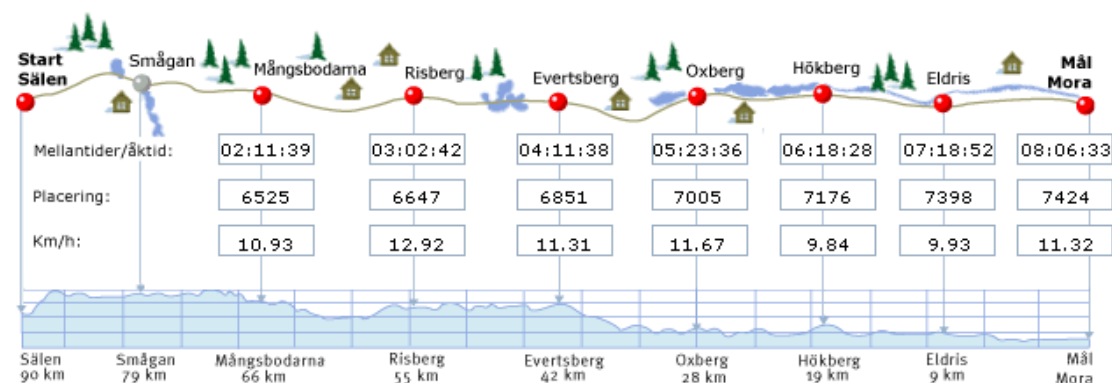 Start
Sälen
Smågan
Mångsbodarna
Risberg
Evertsberg
Oxberg
Hökberg
Eldris
Mål
Mora
Mellantider/åktid: 02:11:39 03:02:42 04:11:38 05:23:36 06:18:28 07:18:52 08:06:33
Placering: 6525 6647 6851 7005 7176 7398 7424
Km/h: 10.93 12.92 11.31 11.67 9.84 9.93 11.32
Sälen Smågan Mångsbodarna Risberg Evertsberg Oxberg Hökberg Eldris Mål
90 km 79 km 66 km 55 km 42 km 28 km 19 km 9 km Mora